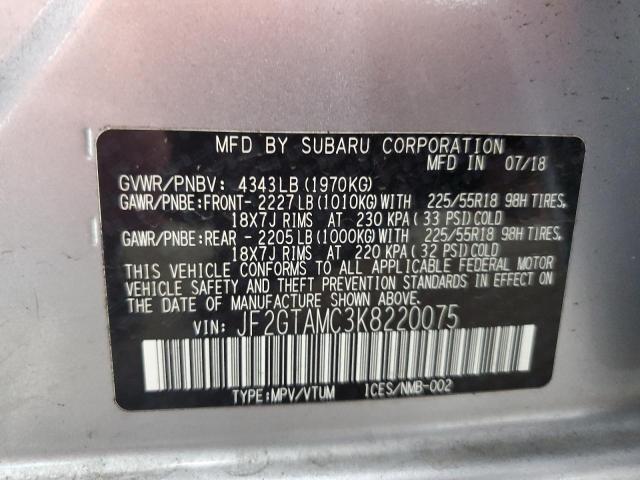 MFD BY SUBARU CORPORATION
MFD IN 07/18
GVWR/PNBV: 4343LB(1970KG)
GAWR/PNBE:FRONT- 2227LB(1010KG)WITH 225/55R18 98H TIRES,
18X7J RIMS AT 230 KPA(33 PSI)COLD
GAWR/PNBE:REAR - 2205LB(1000KG)WITH 225/55R18 98H TIRES,
18X7J RIMS AT 220 KPA(32 PSI)COLD
THIS VEHICLE CONFORMS TO ALL APPLICABLE FEDERAL MOTOR
VEHICLE SAFETY AND THEFT PREVENTION STANDARDS IN EFFECT
ON THE DATE OF MANUFACTURE SHOWN ABOVE.
VIN: JF2GTAMC3K8220075
TYPE:MPV/VTUM ICES/NMB-002